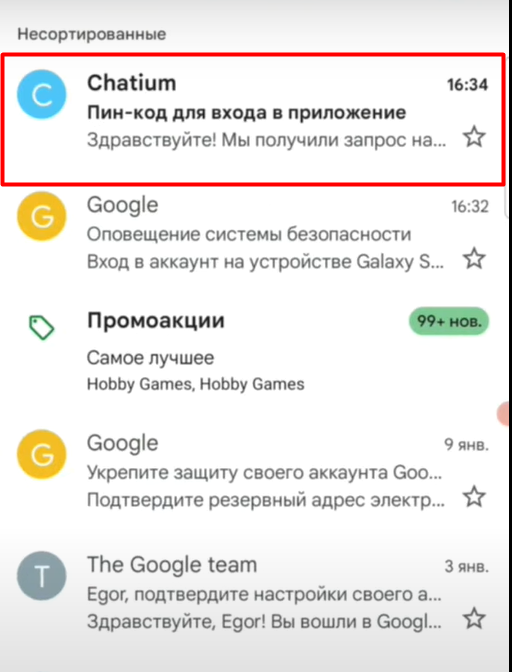 Несортированные
C
Chatium
16:34
Пин-код для входа в приложение
Здравствуйте! Мы получили запрос на...
G
Google
16:32
Оповещение системы безопасности
Вход в аккаунт на устройстве Galaxy S...
Промоакции
99+ нов.
Самое лучшее
Hobby Games, Hobby Games
G
Google
9 янв.
Укрепите защиту своего аккаунта Goo...
Подтвердите резервный адрес электр...
T
The Google team
3 янв.
Egor, подтвердите настройки своего а...
Здравствуйте, Egor! Вы вошли в Googl...